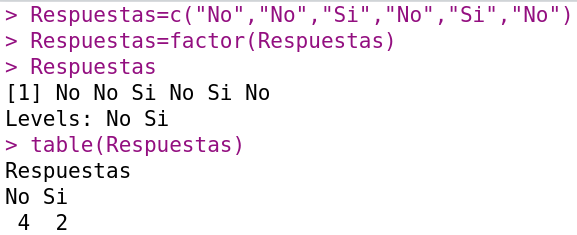 > Respuestas=c("No","No","Si","No","Si","No")
> Respuestas=factor(Respuestas)
> Respuestas
[1] No No Si No Si No
Levels: No Si
> table(Respuestas)
Respuestas
No Si
 4  2